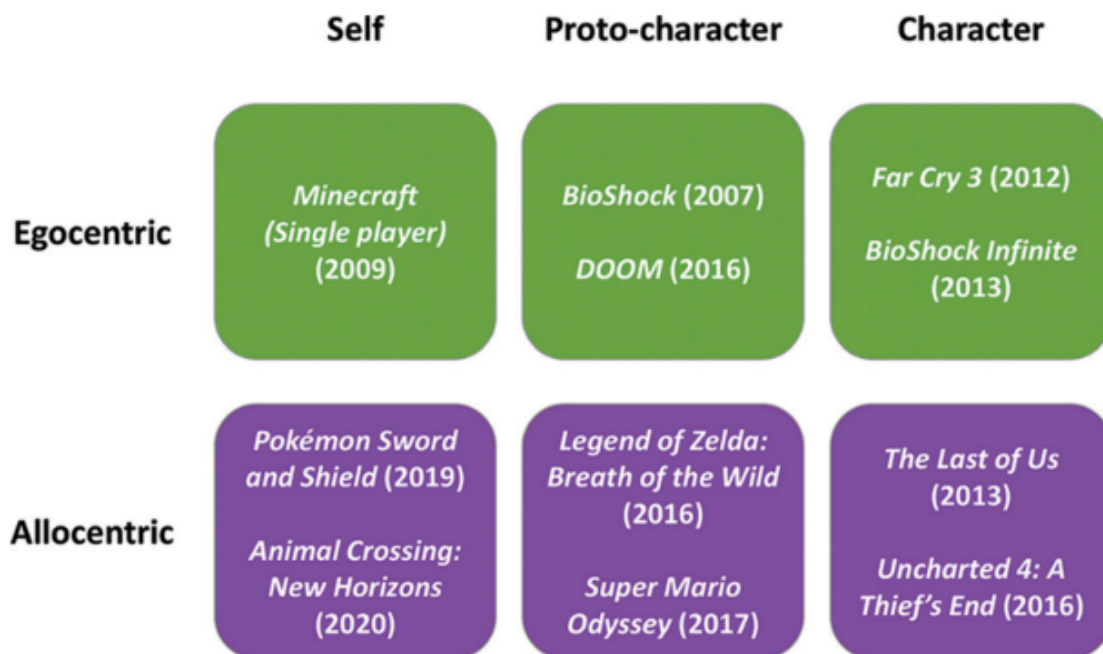 Self Proto-character Character
Egocentric
Minecraft
(Single player)
(2009)
BioShock (2007)
DOOM (2016)
Far Cry 3 (2012)
BioShock Infinite
(2013)
Allocentric
Pokémon Sword
and Shield (2019)
Animal Crossing:
New Horizons
(2020)
Legend of Zelda:
Breath of the Wild
(2016)
Super Mario
Odyssey (2017)
The Last of Us
(2013)
Uncharted 4: A
Thief’s End (2016)